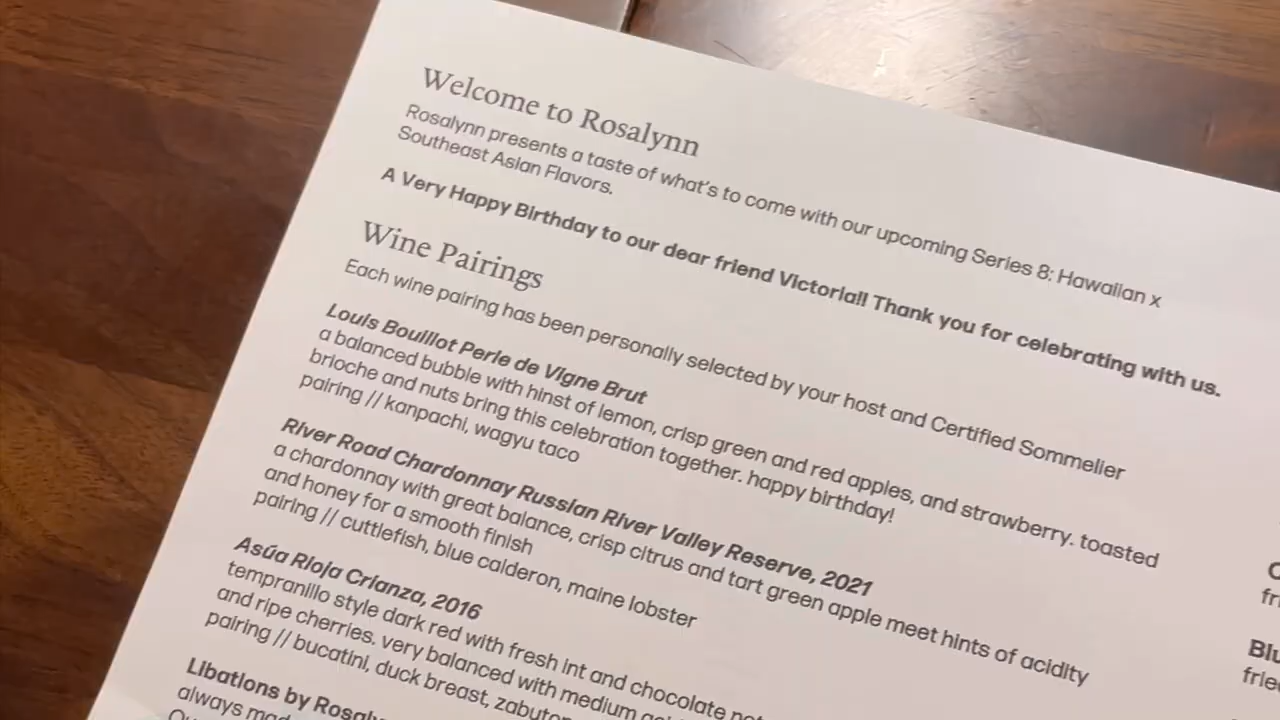 Welcome to Rosalynn
Rosalynn presents a taste of what's to come with our upcoming Series 8: Hawaiian x
Southeast Asian Flavors.
A Very Happy Birthday to our dear friend Victoria!! Thank you for celebrating with us.
Wine Pairings
Each wine pairing has been personally selected by your host and Certified Sommelier
Louis Bouillot Perle de Vigne Brut
a balanced bubble with hinst of lemon, crisp green and red apples, and strawberry. toasted
brioche and nuts bring this celebration together. happy birthday!
pairing // kanpachi, wagyu taco
River Road Chardonnay Russian River Valley Reserve, 2021
a chardonnay with great balance, crisp citrus and tart green apple meet hints of acidity
and honey for a smooth finish
pairing // cuttlefish, blue calderon, maine lobster
Asúa Rioja Crianza, 2016
tempranillo style dark red with fresh int and chocolate
and ripe cherries. very balanced with medium
pairing // bucatini, duck breast,
Libations by
always